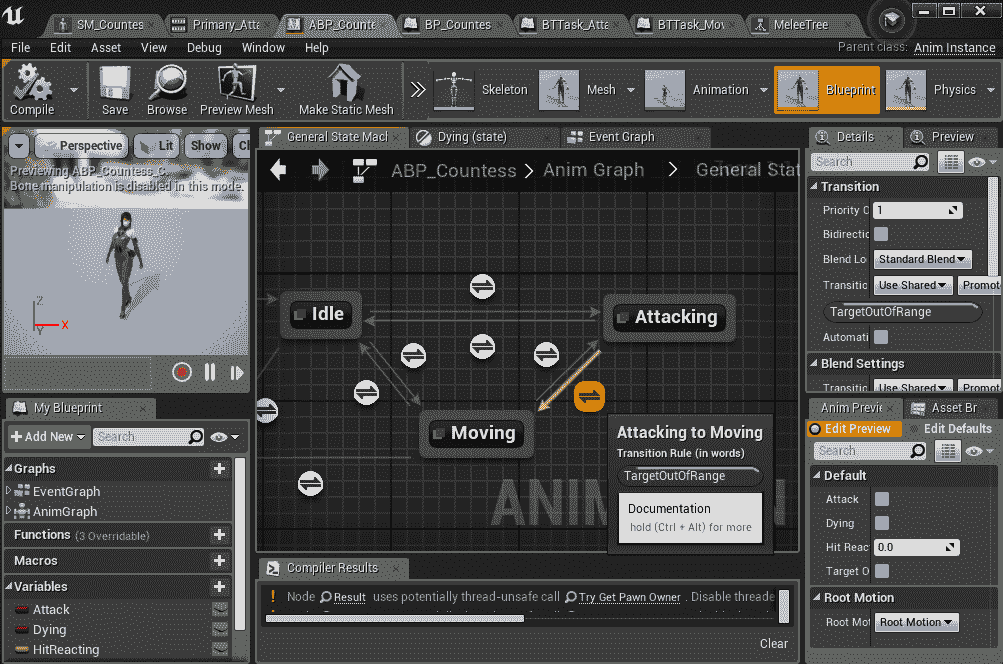 SM_Countes
Primary_Atta
ABP_Counte
BP_Countes
BTTask_Atta
BTTask_Mov
MeleeTree
File Edit Asset View Debug Window Help
Parent class: Anim Instance
Compile Save Browse Preview Mesh Make Static Mesh Skeleton Mesh Animation Blueprint Physics
Perspective Lit Show
Previewing ABP_Countess_C.
Bone manipulation is disabled in this mode.
Z
X
Y
General State Mach Dying (state) Event Graph
ABP_Countess > Anim Graph > General Stat
Idle
Attacking
Moving
Attacking to Moving
Transition Rule (in words)
TargetOutOfRange
Documentation
hold (Ctrl + Alt) for more
My Blueprint
Add New Search
Graphs
EventGraph
AnimGraph
Functions (3 Overridable)
Macros
Variables
Attack
Dying
HitReacting
Compiler Results
Node Result uses potentially thread-unsafe call Try Get Pawn Owner . Disable threade
Clear
Details Preview
Search
Transition
Priority O 1
Bidirectio
Blend Lo Standard Blend
Transitio Use Shared Promot
TargetOutOfRange
Automati
Blend Settings
Transitio Use Shared Promot
Anim Previe Asset Br
Edit Preview Edit Defaults
Search
Default
Attack
Dying
Hit Reac 0.0
Target O
Root Motion
Root Mot Root Motion